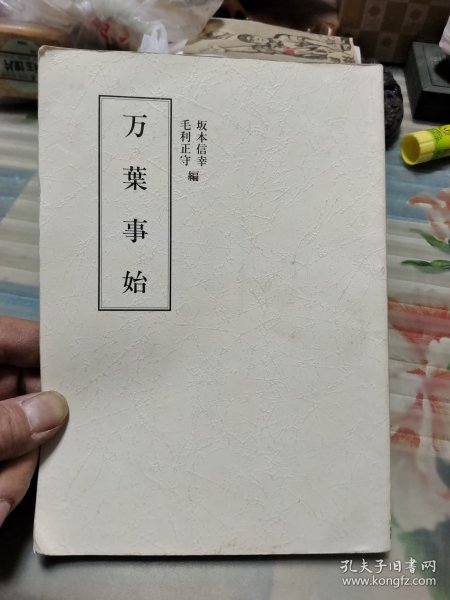 万葉事始
坂本信幸
毛利正守 編
孔夫子旧书网
www.kongfz.com